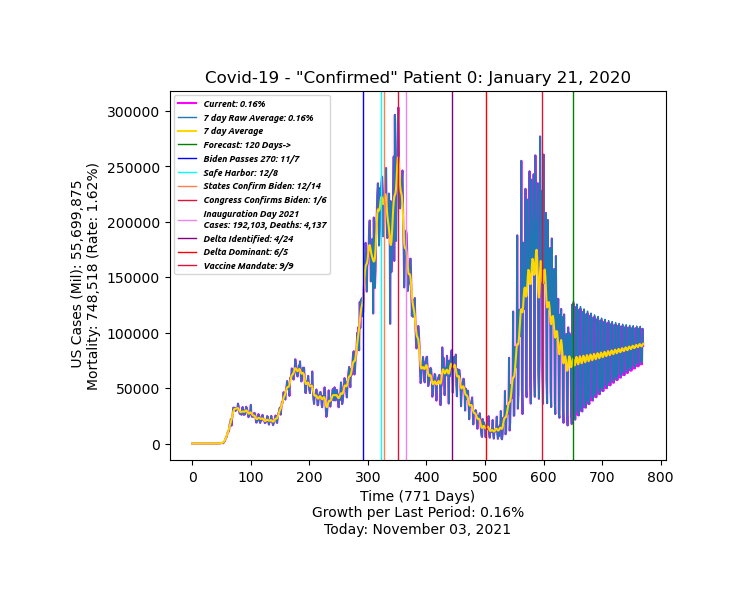 Covid-19 - "Confirmed" Patient 0: January 21, 2020
Current: 0.16%
7 day Raw Average: 0.16%
7 day Average
Forecast: 120 Days->
Biden Passes 270: 11/7
Safe Harbor: 12/8
States Confirm Biden: 12/14
Congress Confirms Biden: 1/6
Inauguration Day 2021
Cases: 192,103, Deaths: 4,137
Delta Identified: 4/24
Delta Dominant: 6/5
Vaccine Mandate: 9/9
US Cases (Mil): 55,699,875
Mortality: 748,518 (Rate: 1.62%)
300000
250000
200000
150000
100000
50000
0
0 100 200 300 400 500 600 700 800
Time (771 Days)
Growth per Last Period: 0.16%
Today: November 03, 2021